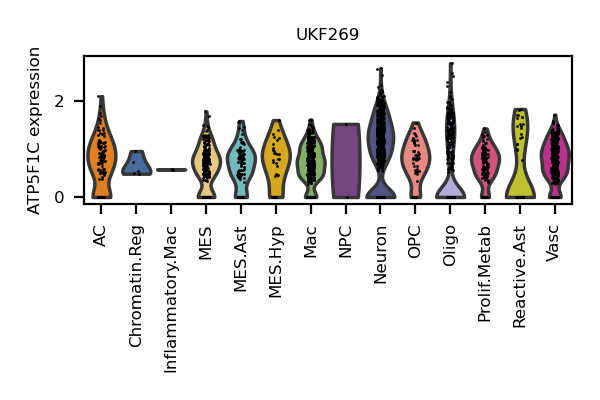 UKF269
ATP5F1C expression
2
0
AC
Chromatin.Reg
Inflammatory.Mac
MES
MES.Ast
MES.Hyp
Mac
NPC
Neuron
OPC
Oligo
Prolif.Metab
Reactive.Ast
Vasc